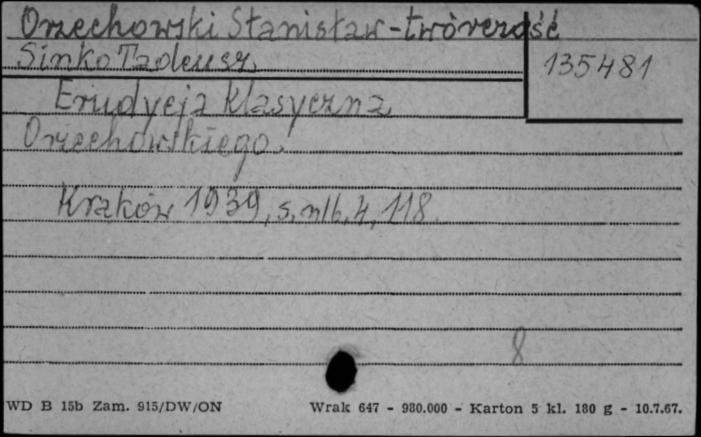 Orzechowski Stanisław - twórczość
Sinko Tadeusz.
135481
Erudycja klasyczna
Orzechowskiego.
Kraków 1939, s. nlb. 4, 118.
8
WD B 15b Zam. 915/DW/ON Wrak 647 - 980.000 - Karton 5 kl. 180 g - 10.7.67.